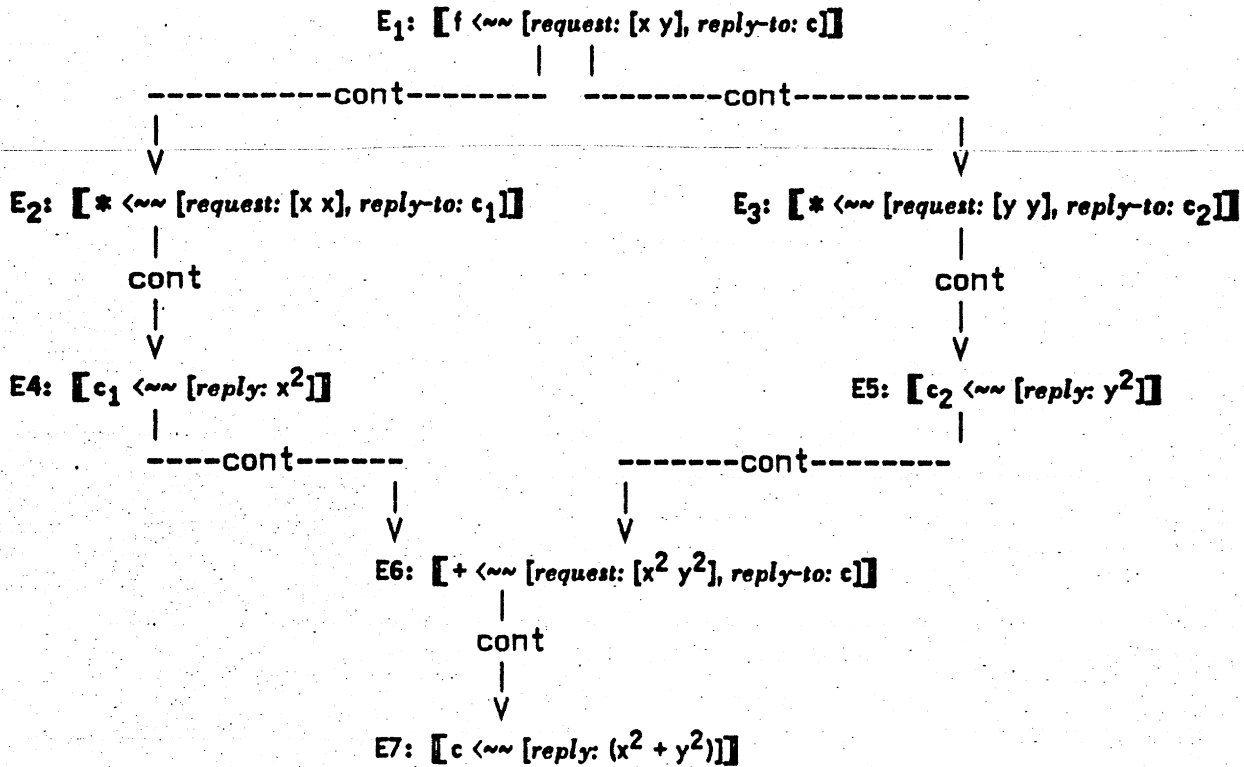 E₁: ⟦f <~~ [request: [x y], reply-to: c]⟧
cont cont
E₂: ⟦* <~~ [request: [x x], reply-to: c₁]⟧ E₃: ⟦* <~~ [request: [y y], reply-to: c₂]⟧
cont cont
E4: ⟦c₁ <~~ [reply: x²]⟧ E5: ⟦c₂ <~~ [reply: y²]⟧
cont cont
E6: ⟦+ <~~ [request: [x² y²], reply-to: c]⟧
cont
E7: ⟦c <~~ [reply: (x² + y²)]⟧